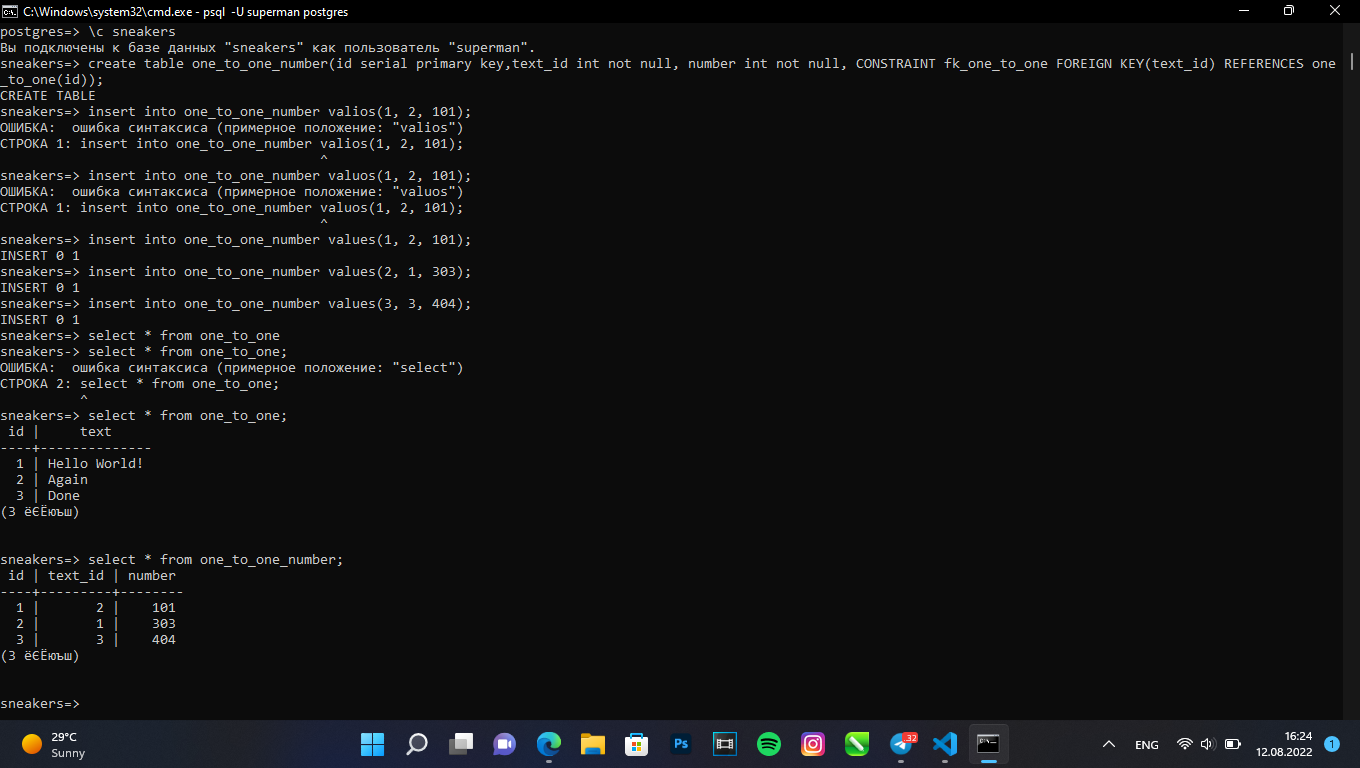 C:\Windows\system32\cmd.exe - psql  -U superman postgres
postgres=> \c sneakers
Вы подключены к базе данных "sneakers" как пользователь "superman".
sneakers=> create table one_to_one_number(id serial primary key,text_id int not null, number int not null, CONSTRAINT fk_one_to_one FOREIGN KEY(text_id) REFERENCES one
_to_one(id));
CREATE TABLE
sneakers=> insert into one_to_one_number valios(1, 2, 101);
ОШИБКА:  ошибка синтаксиса (примерное положение: "valios")
СТРОКА 1: insert into one_to_one_number valios(1, 2, 101);
                                        ^
sneakers=> insert into one_to_one_number valuos(1, 2, 101);
ОШИБКА:  ошибка синтаксиса (примерное положение: "valuos")
СТРОКА 1: insert into one_to_one_number valuos(1, 2, 101);
                                        ^
sneakers=> insert into one_to_one_number values(1, 2, 101);
INSERT 0 1
sneakers=> insert into one_to_one_number values(2, 1, 303);
INSERT 0 1
sneakers=> insert into one_to_one_number values(3, 3, 404);
INSERT 0 1
sneakers=> select * from one_to_one
sneakers-> select * from one_to_one;
ОШИБКА:  ошибка синтаксиса (примерное положение: "select")
СТРОКА 2: select * from one_to_one;
          ^
sneakers=> select * from one_to_one;
 id |     text
----+--------------
  1 | Hello World!
  2 | Again
  3 | Done
(3 ёЄЁюъш)
sneakers=> select * from one_to_one_number;
 id | text_id | number
----+---------+--------
  1 |       2 |    101
  2 |       1 |    303
  3 |       3 |    404
(3 ёЄЁюъш)
sneakers=>
29°C
Sunny
Ps
32
ENG
16:24
12.08.2022
1